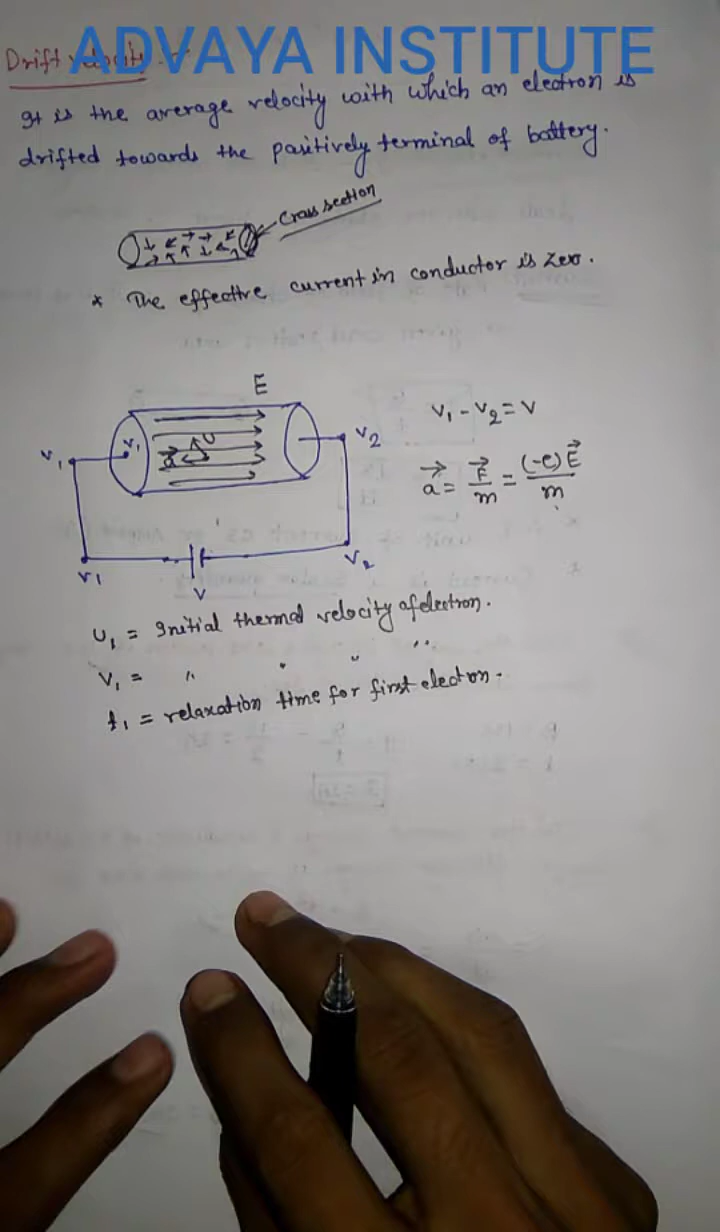 ADVAYA INSTITUTE
Drift velocity :-
It is the average velocity with which an electron is
drifted towards the positively terminal of battery.
Cross section
* The effective current in conductor is zero.
E
V₁ - V₂ = V
V₁ V₁ a⃗ u V₂
a⃗ = F⃗/m = (-e)E⃗/m
V₁ V V₂
u₁ = Initial thermal velocity of electron.
V₁ = " " " "
t₁ = relaxation time for first electron.